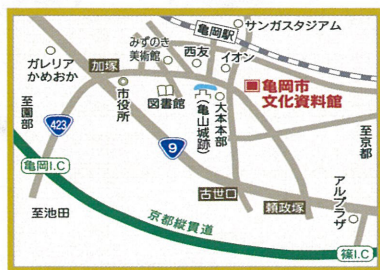 サンガスタジアム
亀岡駅
みずのき
美術館
西友
イオン
ガレリア
かめおか
加塚
市役所
図書館
(亀山城跡)
大本本部
亀岡市
文化資料館
至園部
423
9
至京都
亀岡I.C
古世口
頼政塚
アルプラザ
至池田
京都縦貫道
篠I.C